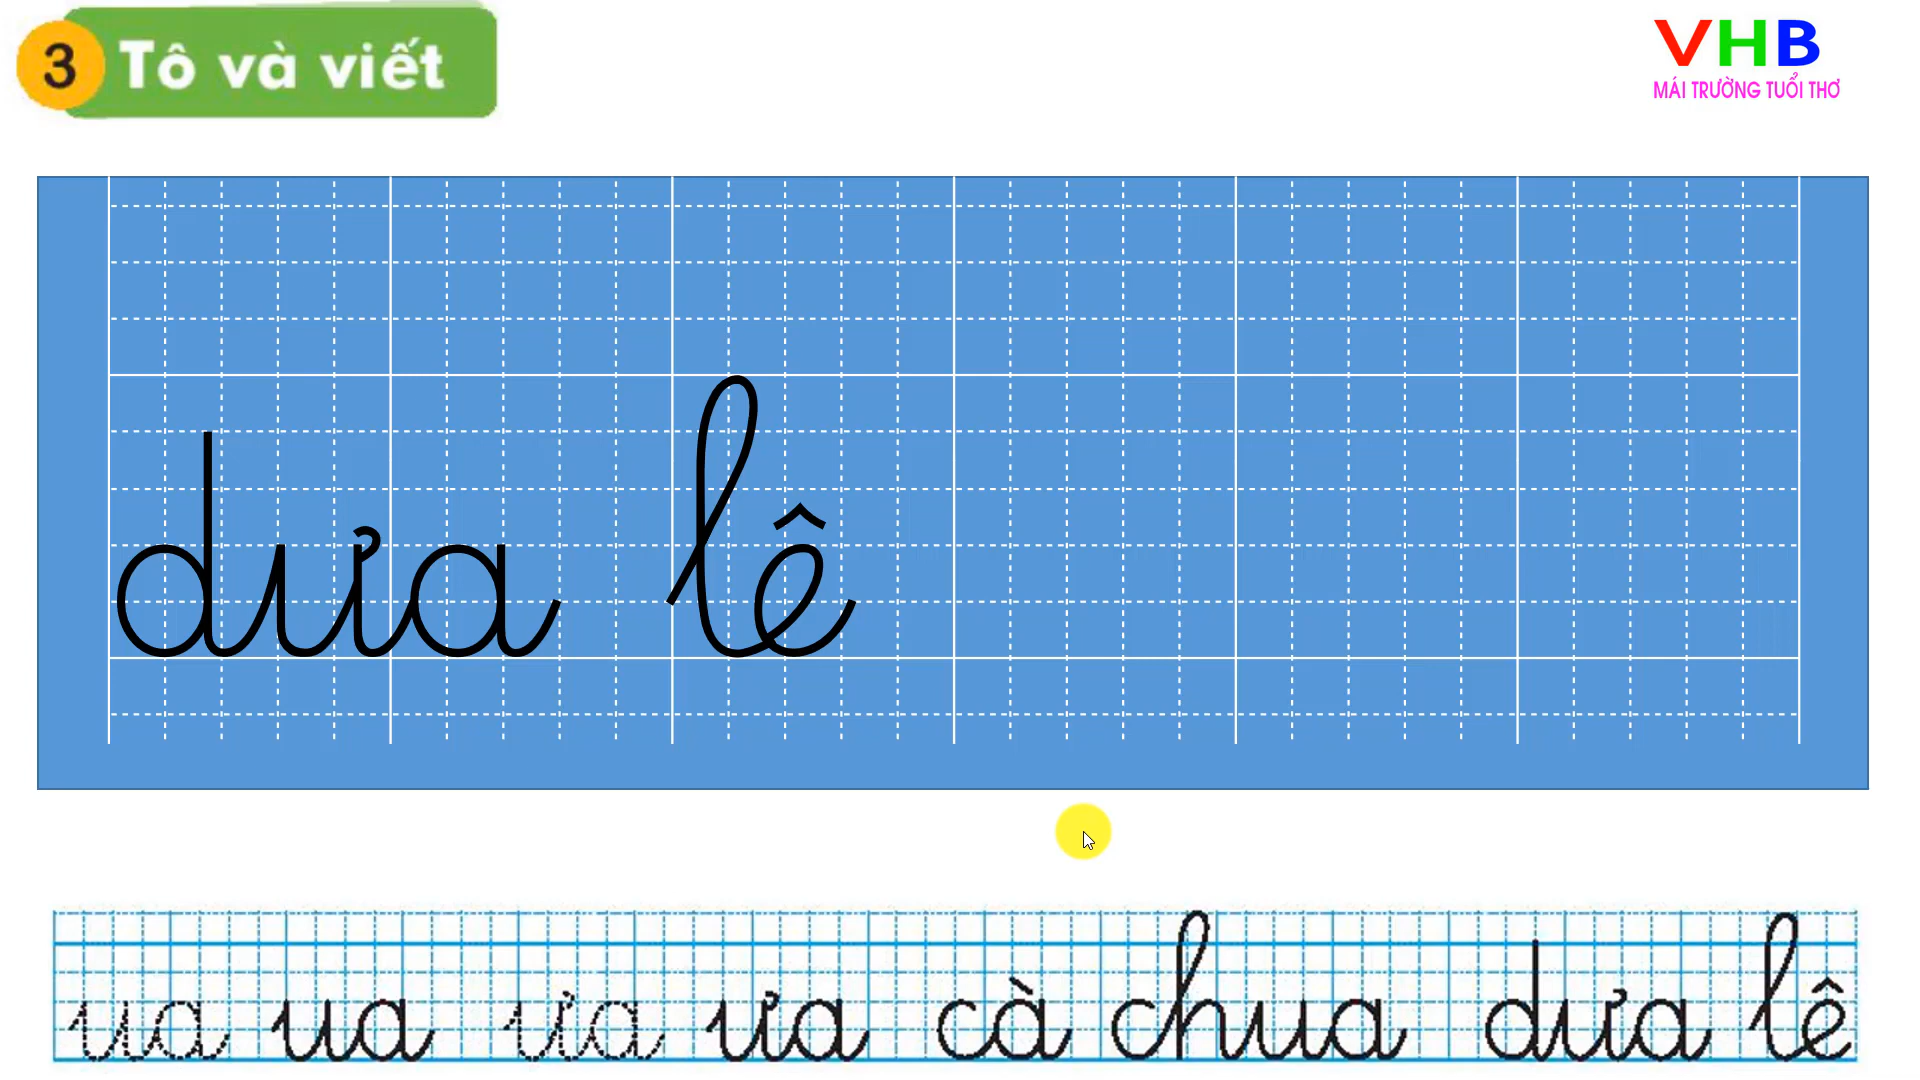 3 Tô và viết
VHB
MÁI TRƯỜNG TUỔI THƠ
dưa lê
ua ua ưa ưa cà chua dưa lê